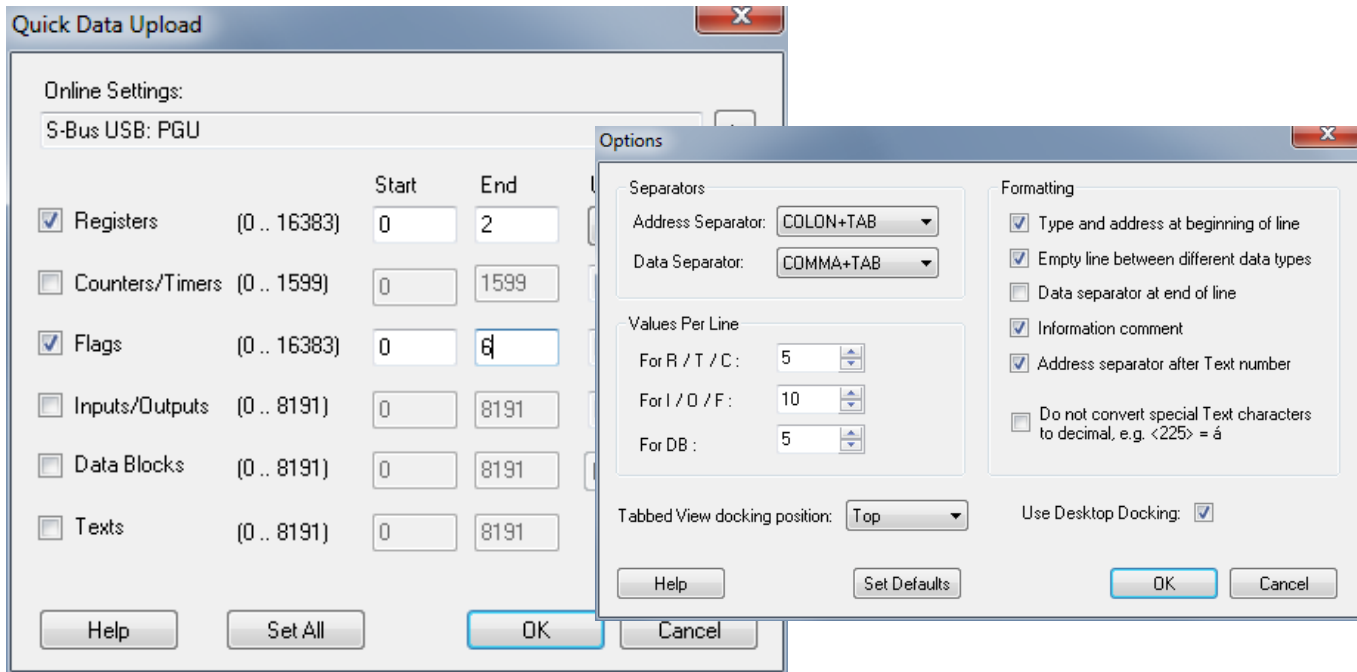 Quick Data Upload
Online Settings:
S-Bus USB: PGU
Start End
Registers (0 .. 16383) 0 2
Counters/Timers (0 .. 1599) 0 1599
Flags (0 .. 16383) 0 6
Inputs/Outputs (0 .. 8191) 0 8191
Data Blocks (0 .. 8191) 0 8191
Texts (0 .. 8191) 0 8191
Help Set All OK Cancel
Options
Separators
Address Separator: COLON+TAB
Data Separator: COMMA+TAB
Values Per Line
For R / T / C : 5
For I / O / F : 10
For DB : 5
Formatting
Type and address at beginning of line
Empty line between different data types
Data separator at end of line
Information comment
Address separator after Text number
Do not convert special Text characters
to decimal, e.g. <225> = á
Tabbed View docking position: Top
Use Desktop Docking:
Help Set Defaults OK Cancel